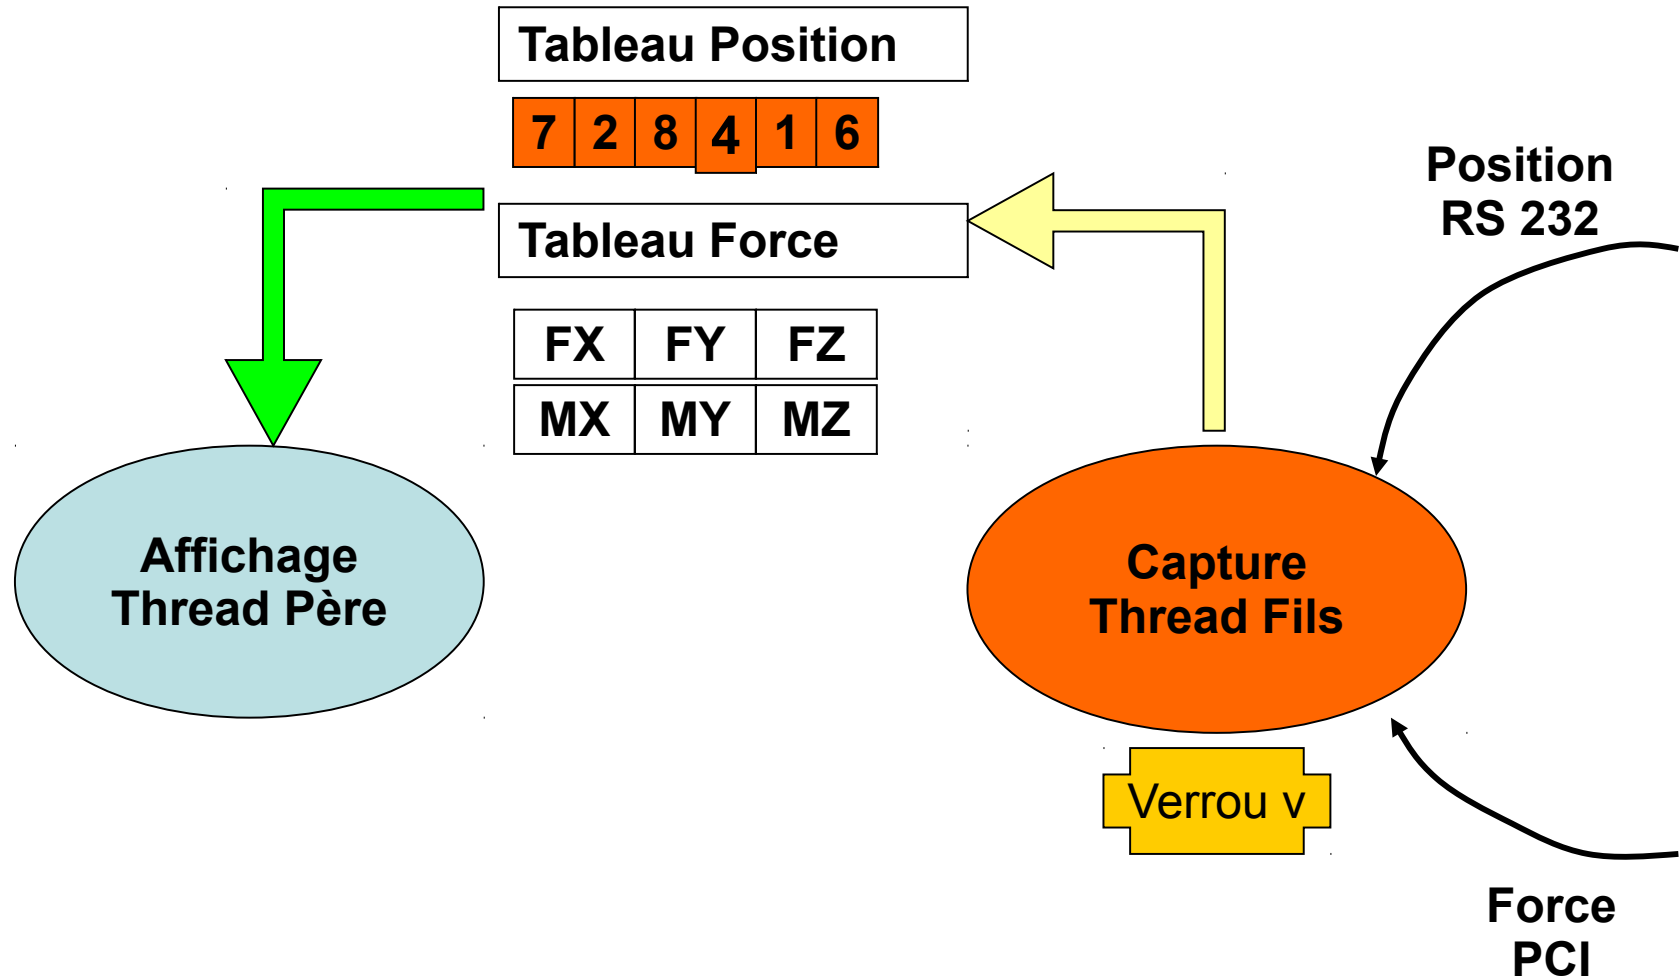 Tableau Position
7 2 8 4 1 6
Tableau Force
FX FY FZ
MX MY MZ
Position
RS 232
Affichage
Thread Père
Capture
Thread Fils
Verrou v
Force
PCI